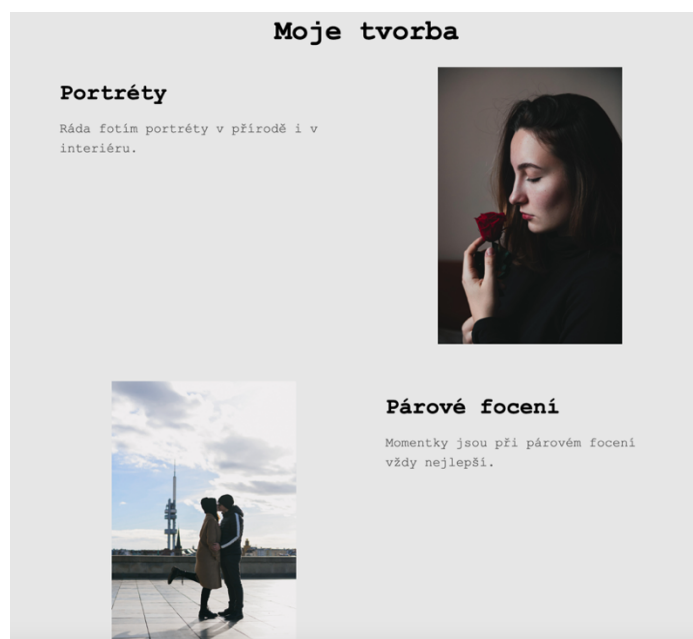 Moje tvorba
Portréty
Ráda fotím portréty v přírodě i v
interiéru.
Párové focení
Momentky jsou při párovém focení
vždy nejlepší.